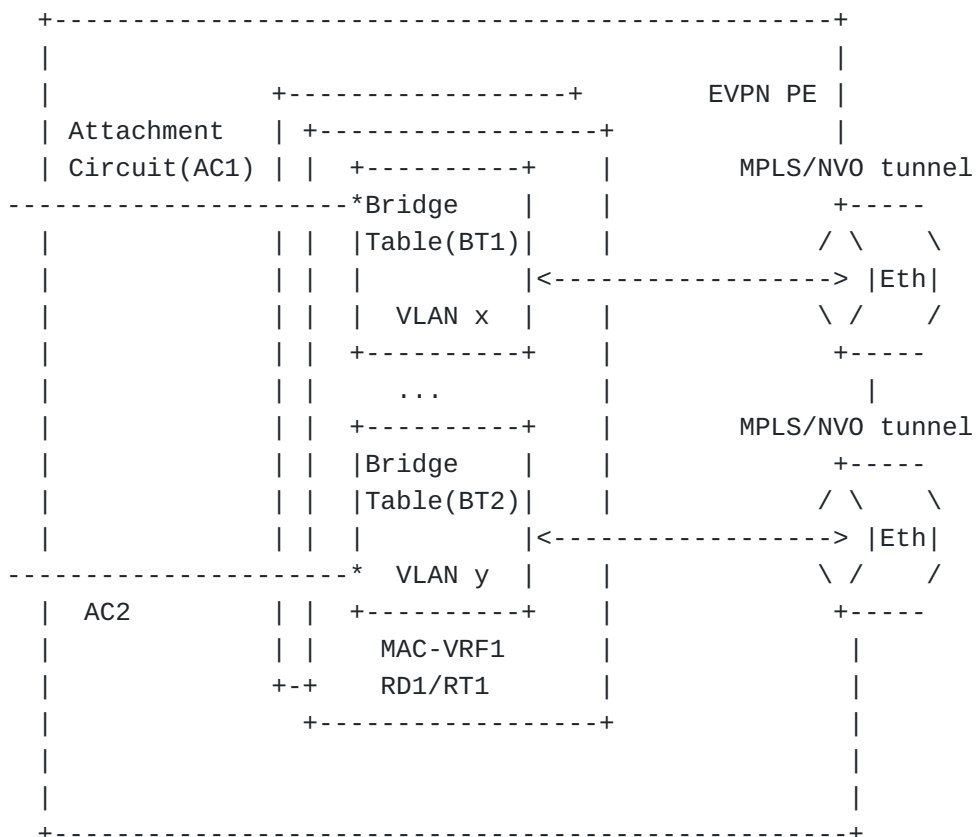 EVPN PE
Attachment
Circuit(AC1)
MPLS/NVO tunnel
Bridge
Table(BT1)
Eth
VLAN x
...
MPLS/NVO tunnel
Bridge
Table(BT2)
Eth
VLAN y
AC2
MAC-VRF1
RD1/RT1